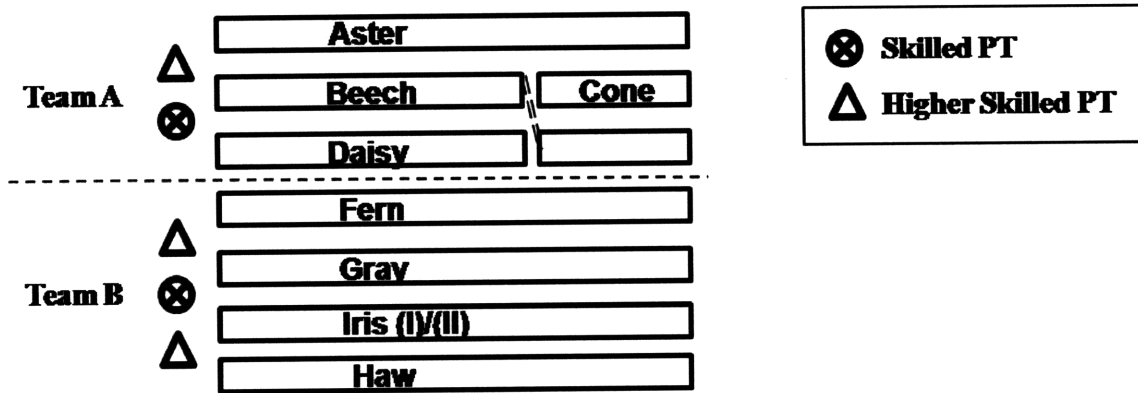 Aster
Team A
Beech
Cone
Daisy
Fern
Gray
Team B
Iris (I)/(II)
Haw
Skilled PT
Higher Skilled PT